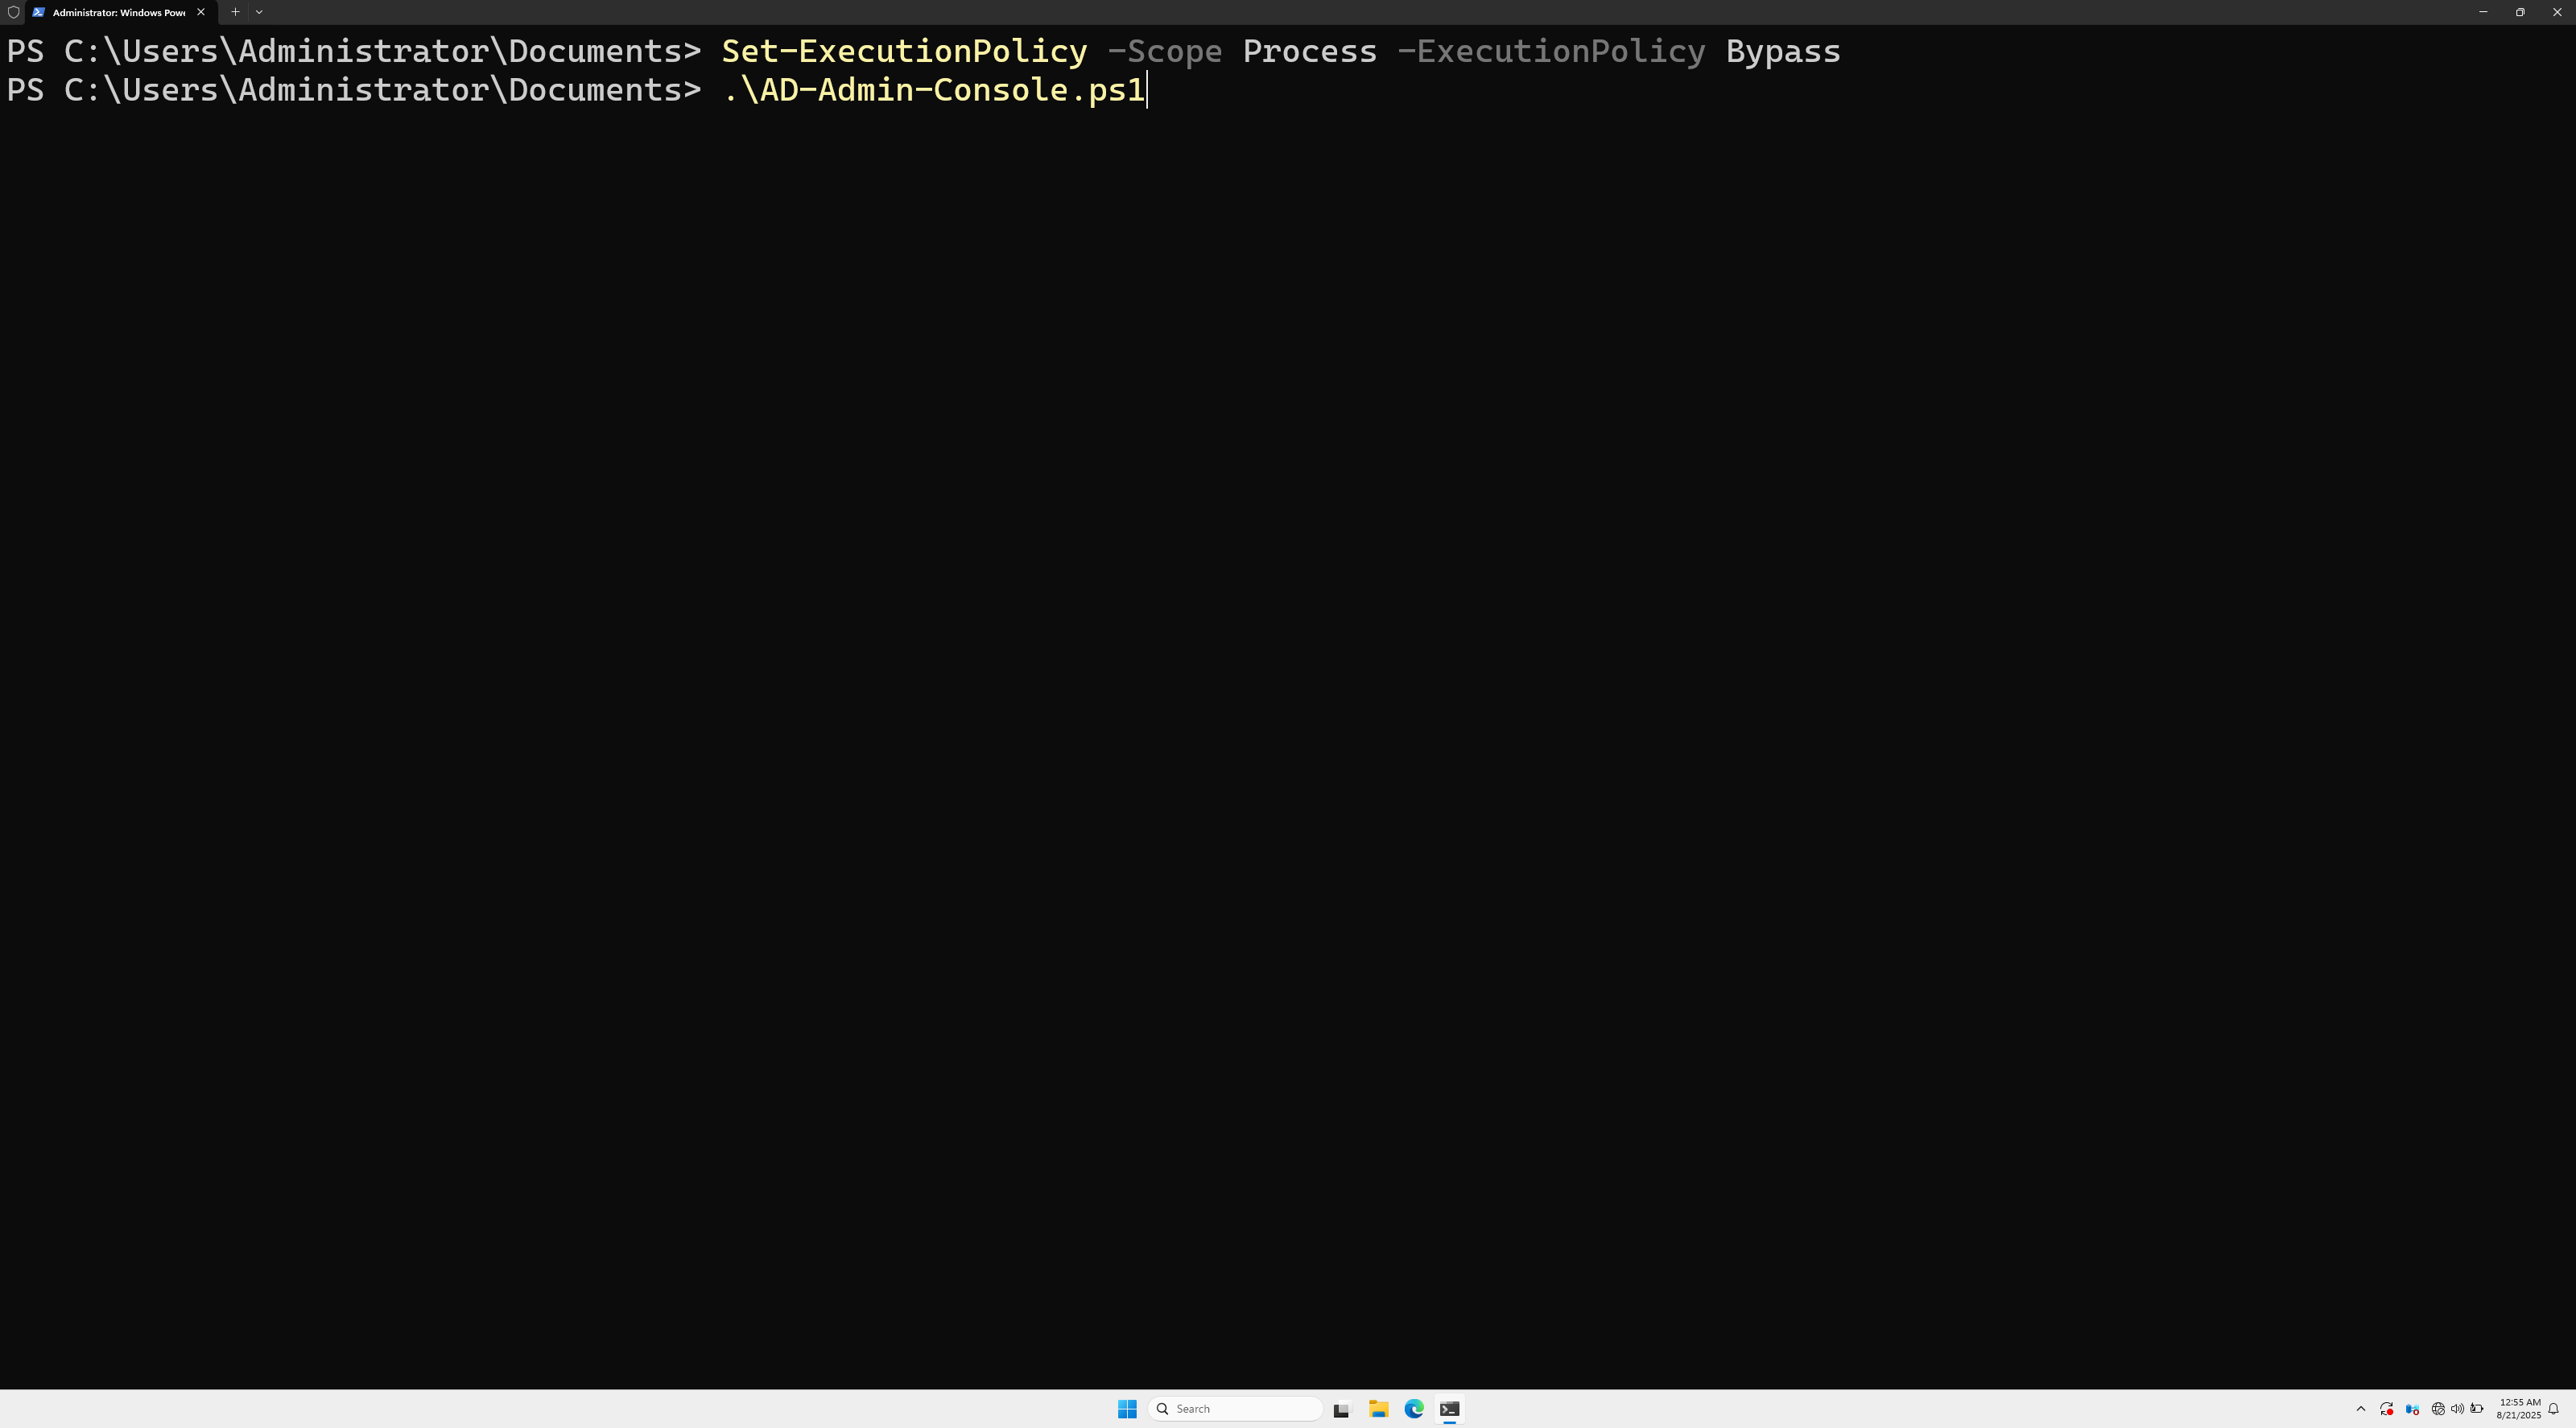 Administrator: Windows Powe
PS C:\Users\Administrator\Documents> Set-ExecutionPolicy -Scope Process -ExecutionPolicy Bypass
PS C:\Users\Administrator\Documents> .\AD-Admin-Console.ps1
Search
12:55 AM
8/21/2025